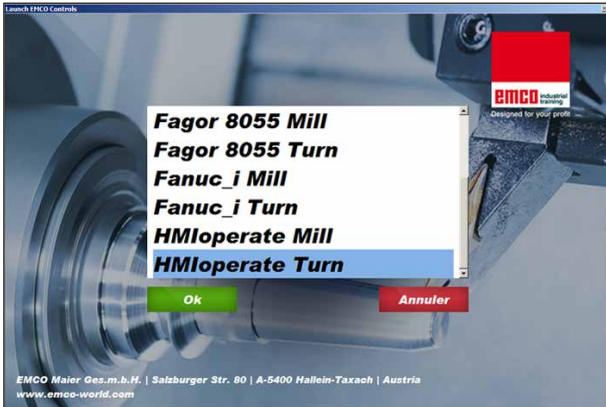 Launch EMCO Controls
emco industrial
training
Designed for your profit
Fagor 8055 Mill
Fagor 8055 Turn
Fanuc_i Mill
Fanuc_i Turn
HMIoperate Mill
HMIoperate Turn
Ok
Annuler
EMCO Maier Ges.m.b.H. | Salzburger Str. 80 | A-5400 Hallein-Taxach | Austria
www.emco-world.com